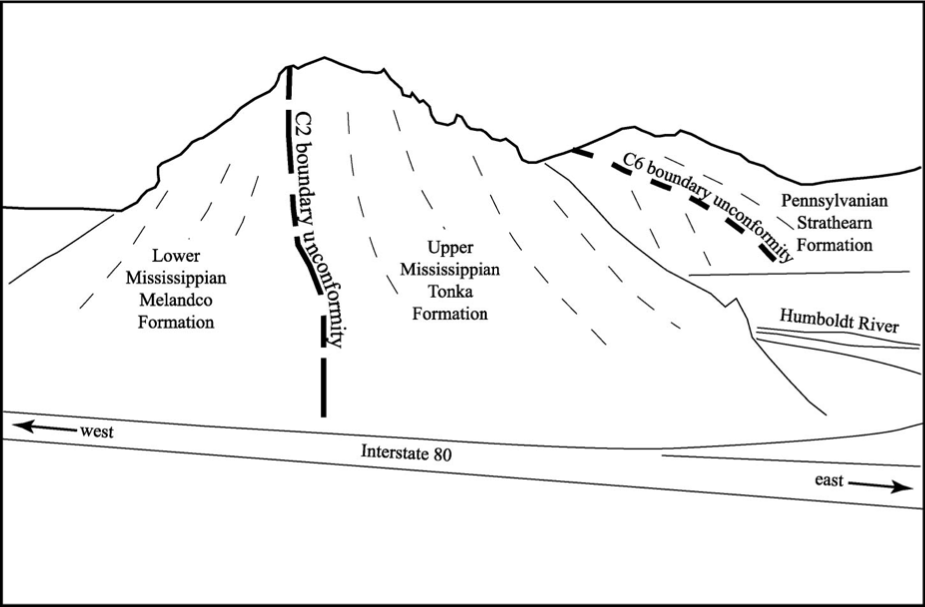 C2 boundary unconformity
C6 boundary unconformity
Pennsylvanian
Strathearn
Formation
Lower
Mississippian
Melandco
Formation
Upper
Mississippian
Tonka
Formation
Humboldt River
west
Interstate 80
east